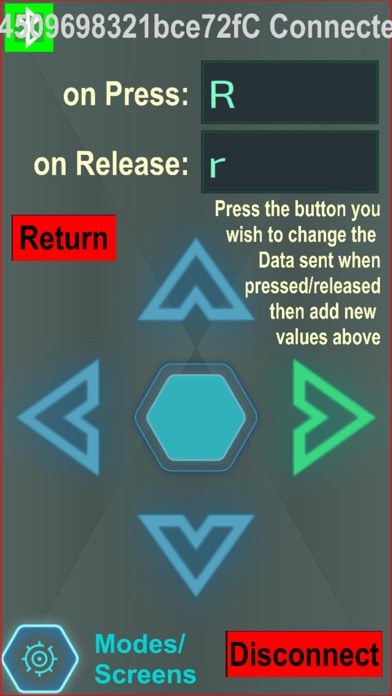 4509698321bce72fC Connecte
on Press: R
on Release: r
Press the button you
wish to change the
Data sent when
pressed/released
then add new
values above
Return
Modes/
Screens
Disconnect